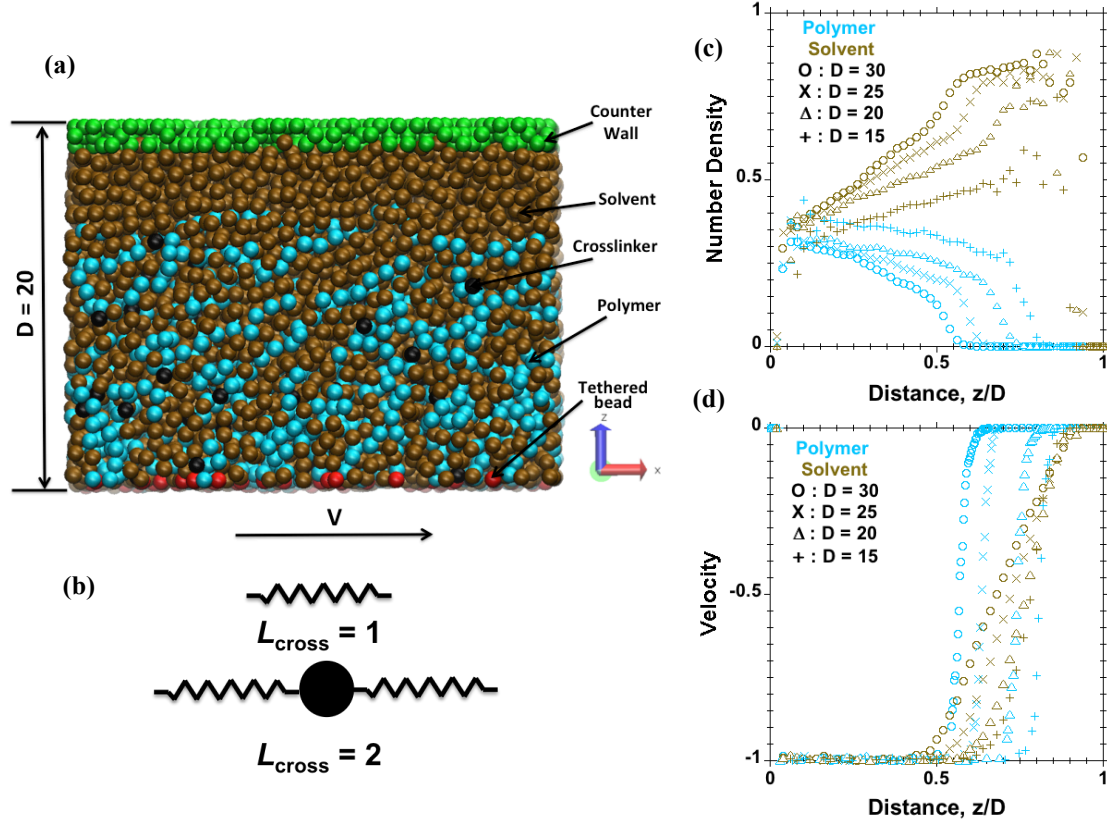 (a)
Counter
Wall
Solvent
Crosslinker
Polymer
Tethered
bead
D = 20
z
x
V
(b)
Lcross = 1
Lcross = 2
(c)
Polymer
Solvent
O : D = 30
X : D = 25
Δ : D = 20
+ : D = 15
Number Density
1
0.5
0
0
0.5
1
Distance, z/D
(d)
Polymer
Solvent
O : D = 30
X : D = 25
Δ : D = 20
+ : D = 15
Velocity
0
-0.5
-1
0
0.5
1
Distance, z/D